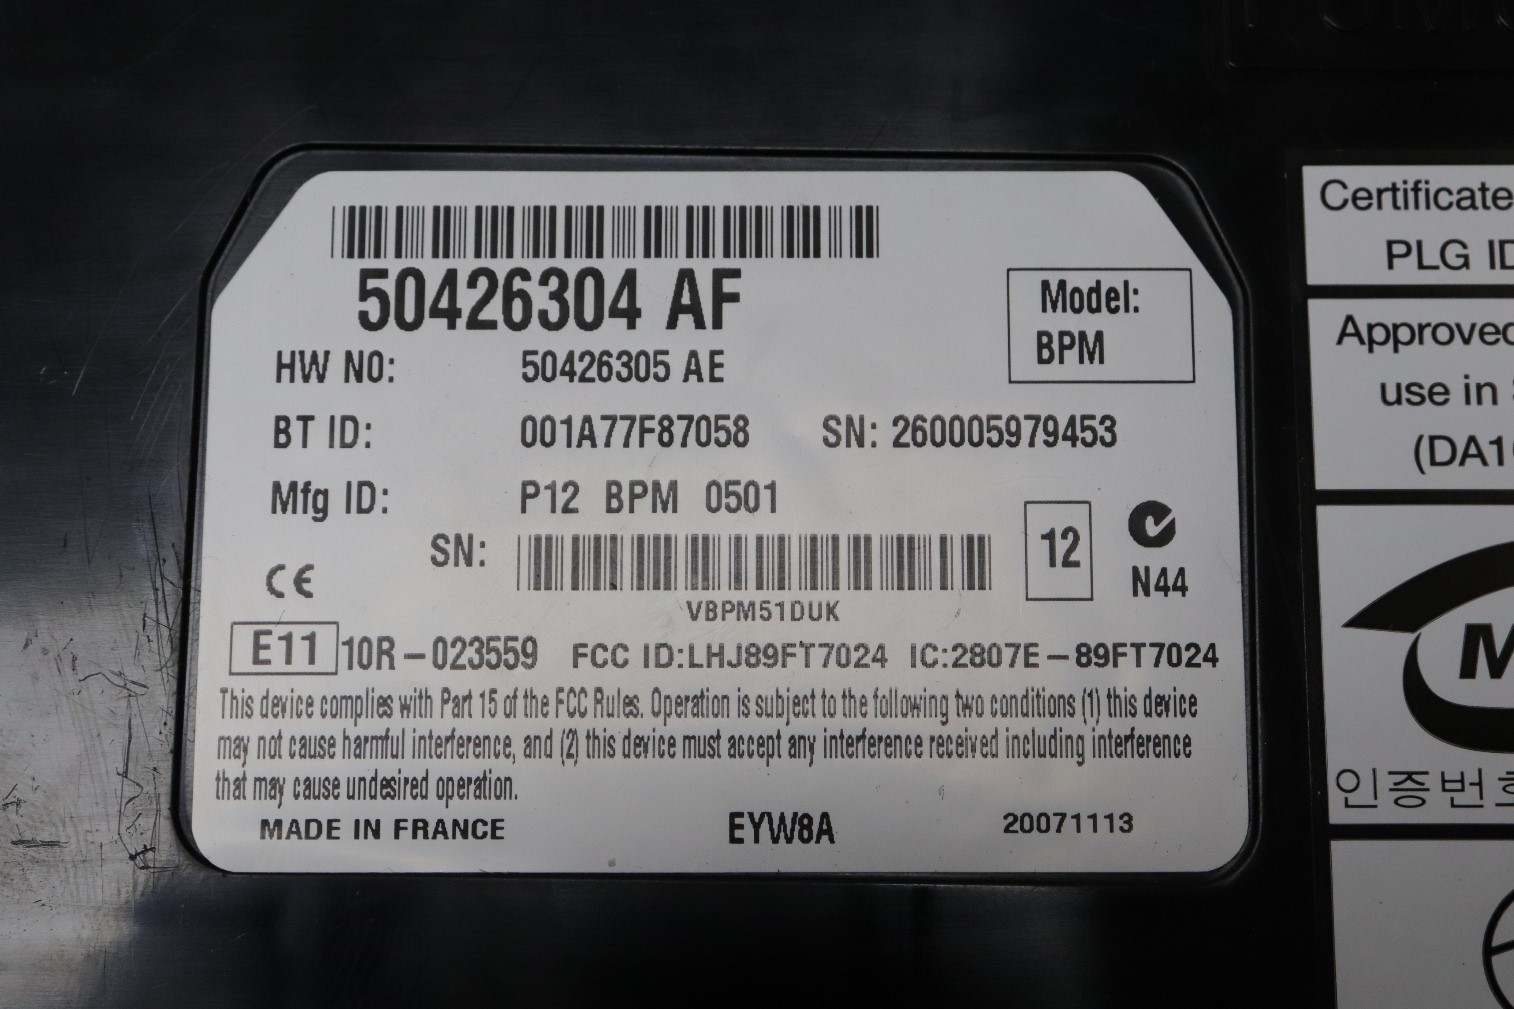 50426304 AF
Model:
BPM
HW NO: 50426305 AE
BT ID: 001A77F87058 SN: 260005979453
Mfg ID: P12 BPM 0501
SN:
VBPM51DUK
12
N44
CE
E11 10R-023559 FCC ID:LHJ89FT7024 IC:2807E-89FT7024
This device complies with Part 15 of the FCC Rules. Operation is subject to the following two conditions (1) this device
may not cause harmful interference, and (2) this device must accept any interference received including interference
that may cause undesired operation.
MADE IN FRANCE EYW8A 20071113
Certificate
PLG
Approved
use in
(DA1
인증번호